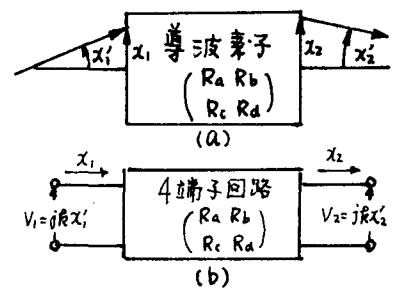 x₁' x₁ 導波素子 x₂ x₂'
Ra Rb
Rc Rd
(a)
x₁ x₂
4端子回路
V₁=jkx₁' Ra Rb V₂=jkx₂'
Rc Rd
(b)